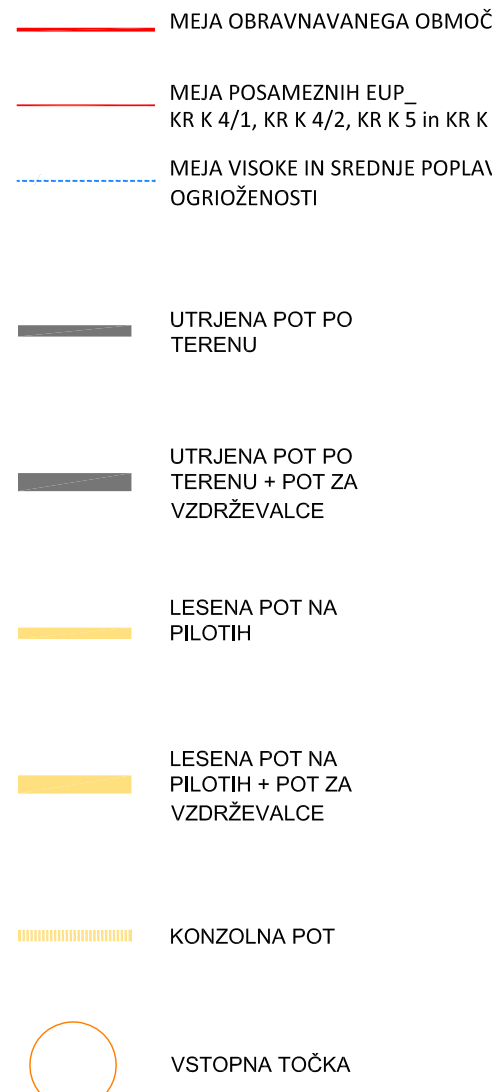 MEJA OBRAVNAVANEGA OBMOČ
MEJA POSAMEZNIH EUP_
KR K 4/1, KR K 4/2, KR K 5 in KR K
MEJA VISOKE IN SREDNJE POPLAV
OGRIOŽENOSTI
UTRJENA POT PO
TERENU
UTRJENA POT PO
TERENU + POT ZA
VZDRŽEVALCE
LESENA POT NA
PILOTIH
LESENA POT NA
PILOTIH + POT ZA
VZDRŽEVALCE
KONZOLNA POT
VSTOPNA TOČKA